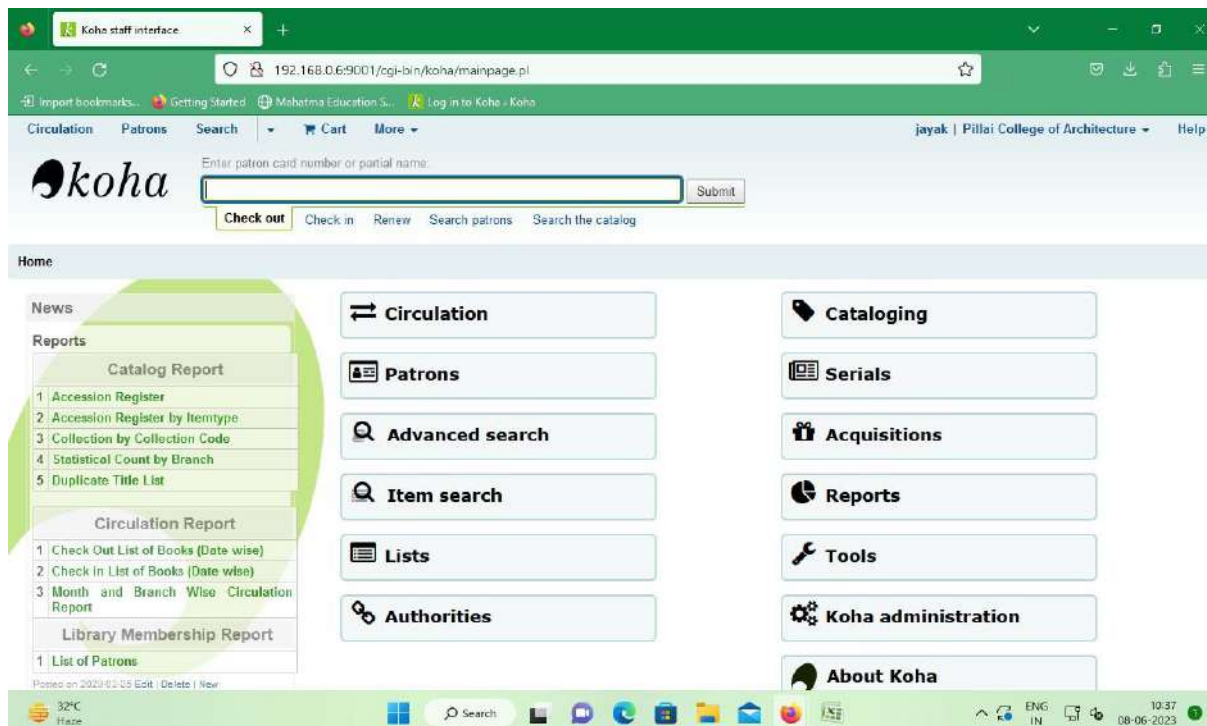 Koha staff interface
192.168.0.6:9001/cgi-bin/koha/mainpage.pl
Import bookmarks... Getting Started Mahatma Education S... Log in to Koha - Koha
Circulation Patrons Search Cart More jayak | Pillai College of Architecture Help
Enter patron card number or partial name:
koha
Submit
Check out Check in Renew Search patrons Search the catalog
Home
News
Reports
Catalog Report
1 Accession Register
2 Accession Register by Itemtype
3 Collection by Collection Code
4 Statistical Count by Branch
5 Duplicate Title List
Circulation Report
1 Check Out List of Books (Date wise)
2 Check in List of Books (Date wise)
3 Month and Branch Wise Circulation
Report
Library Membership Report
1 List of Patrons
Posted on Edit | Delete | New
Circulation
Patrons
Advanced search
Item search
Lists
Authorities
Cataloging
Serials
Acquisitions
Reports
Tools
Koha administration
About Koha
32°C
Haze
Search
ENG
IN
10:37
08-06-2023
1